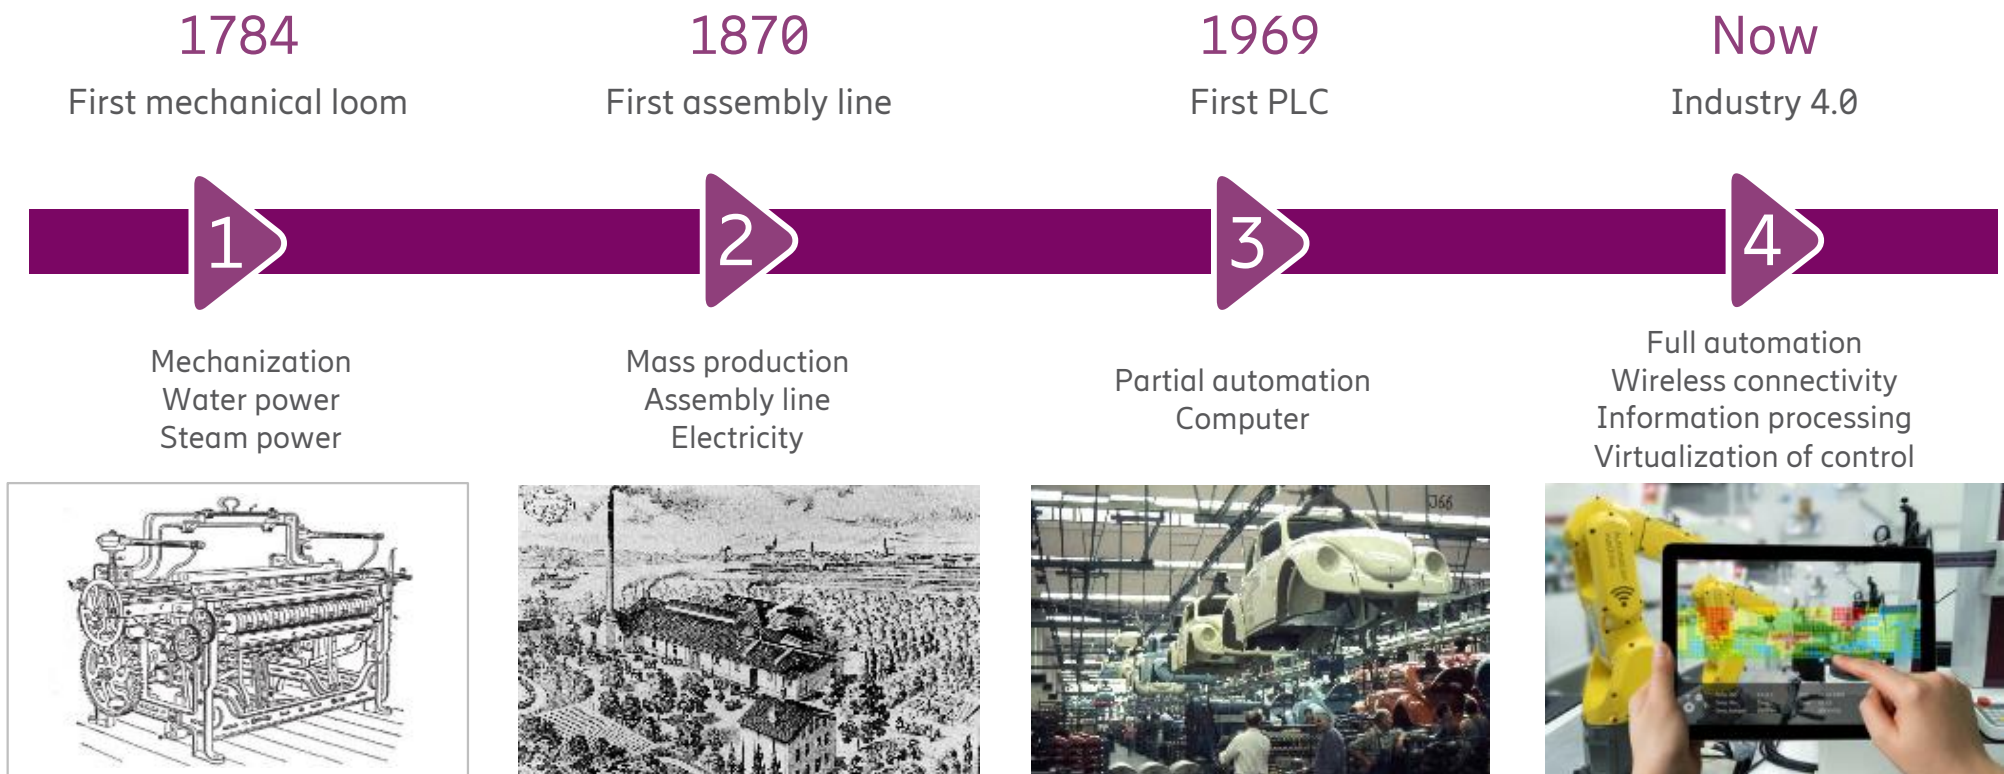 1784
First mechanical loom
1870
First assembly line
1969
First PLC
Now
Industry 4.0
1
2
3
4
Mechanization
Water power
Steam power
Mass production
Assembly line
Electricity
Partial automation
Computer
Full automation
Wireless connectivity
Information processing
Virtualization of control
J66